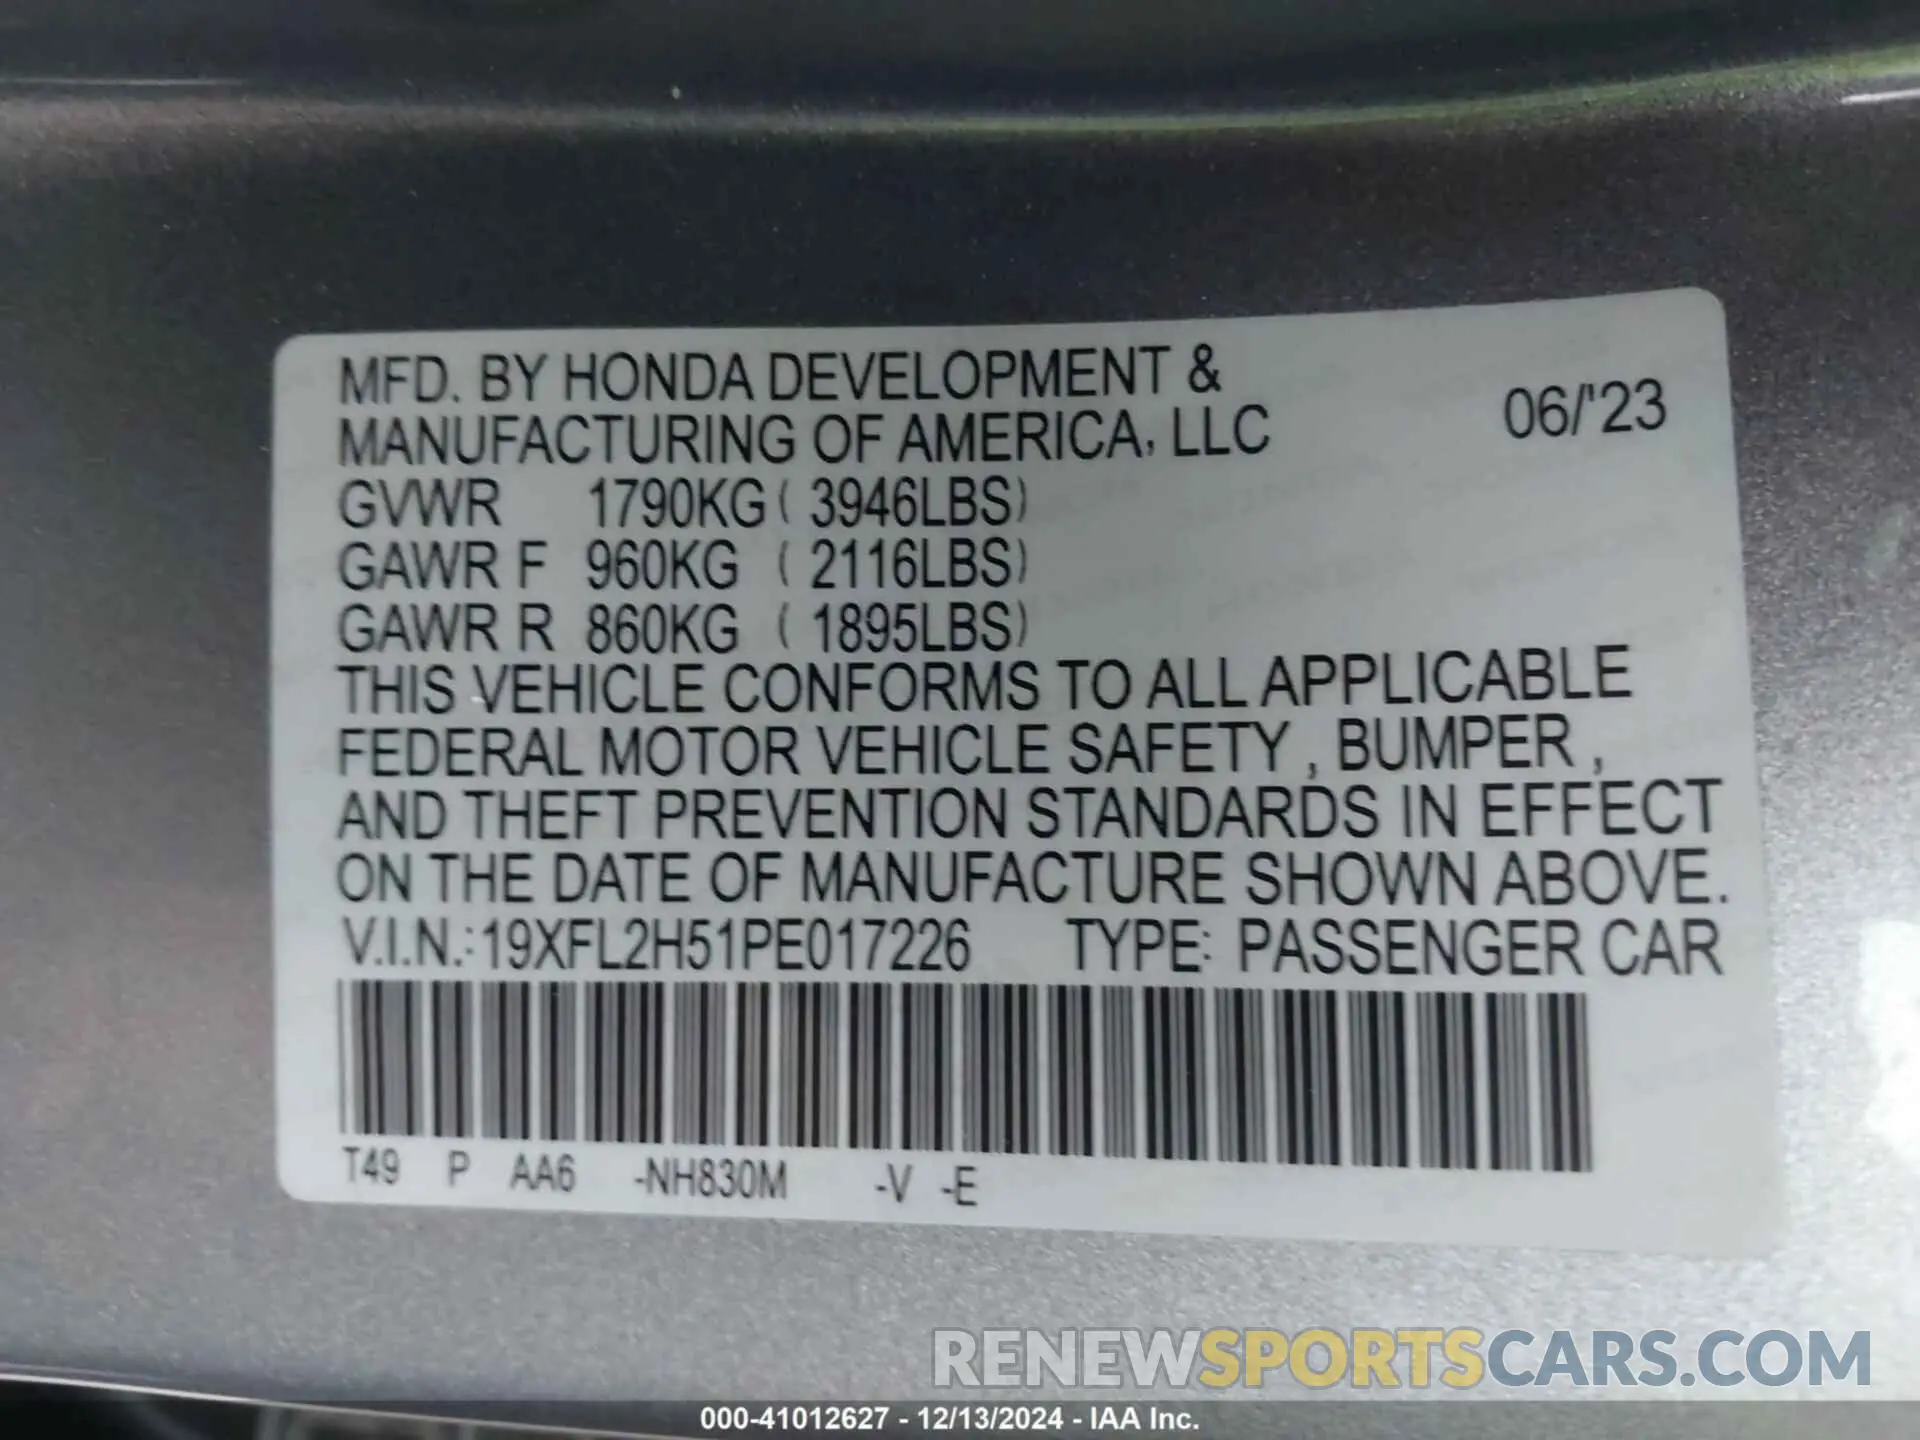 MFD. BY HONDA DEVELOPMENT &
MANUFACTURING OF AMERICA, LLC 06/'23
GVWR 1790KG ( 3946LBS)
GAWR F 960KG ( 2116LBS)
GAWR R 860KG ( 1895LBS)
THIS VEHICLE CONFORMS TO ALL APPLICABLE
FEDERAL MOTOR VEHICLE SAFETY , BUMPER ,
AND THEFT PREVENTION STANDARDS IN EFFECT
ON THE DATE OF MANUFACTURE SHOWN ABOVE.
V.I.N.: 19XFL2H51PE017226 TYPE: PASSENGER CAR
T49 P AA6 -NH830M -V -E
RENEWSPORTSCARS.COM
000-41012627 - 12/13/2024 - IAA Inc.